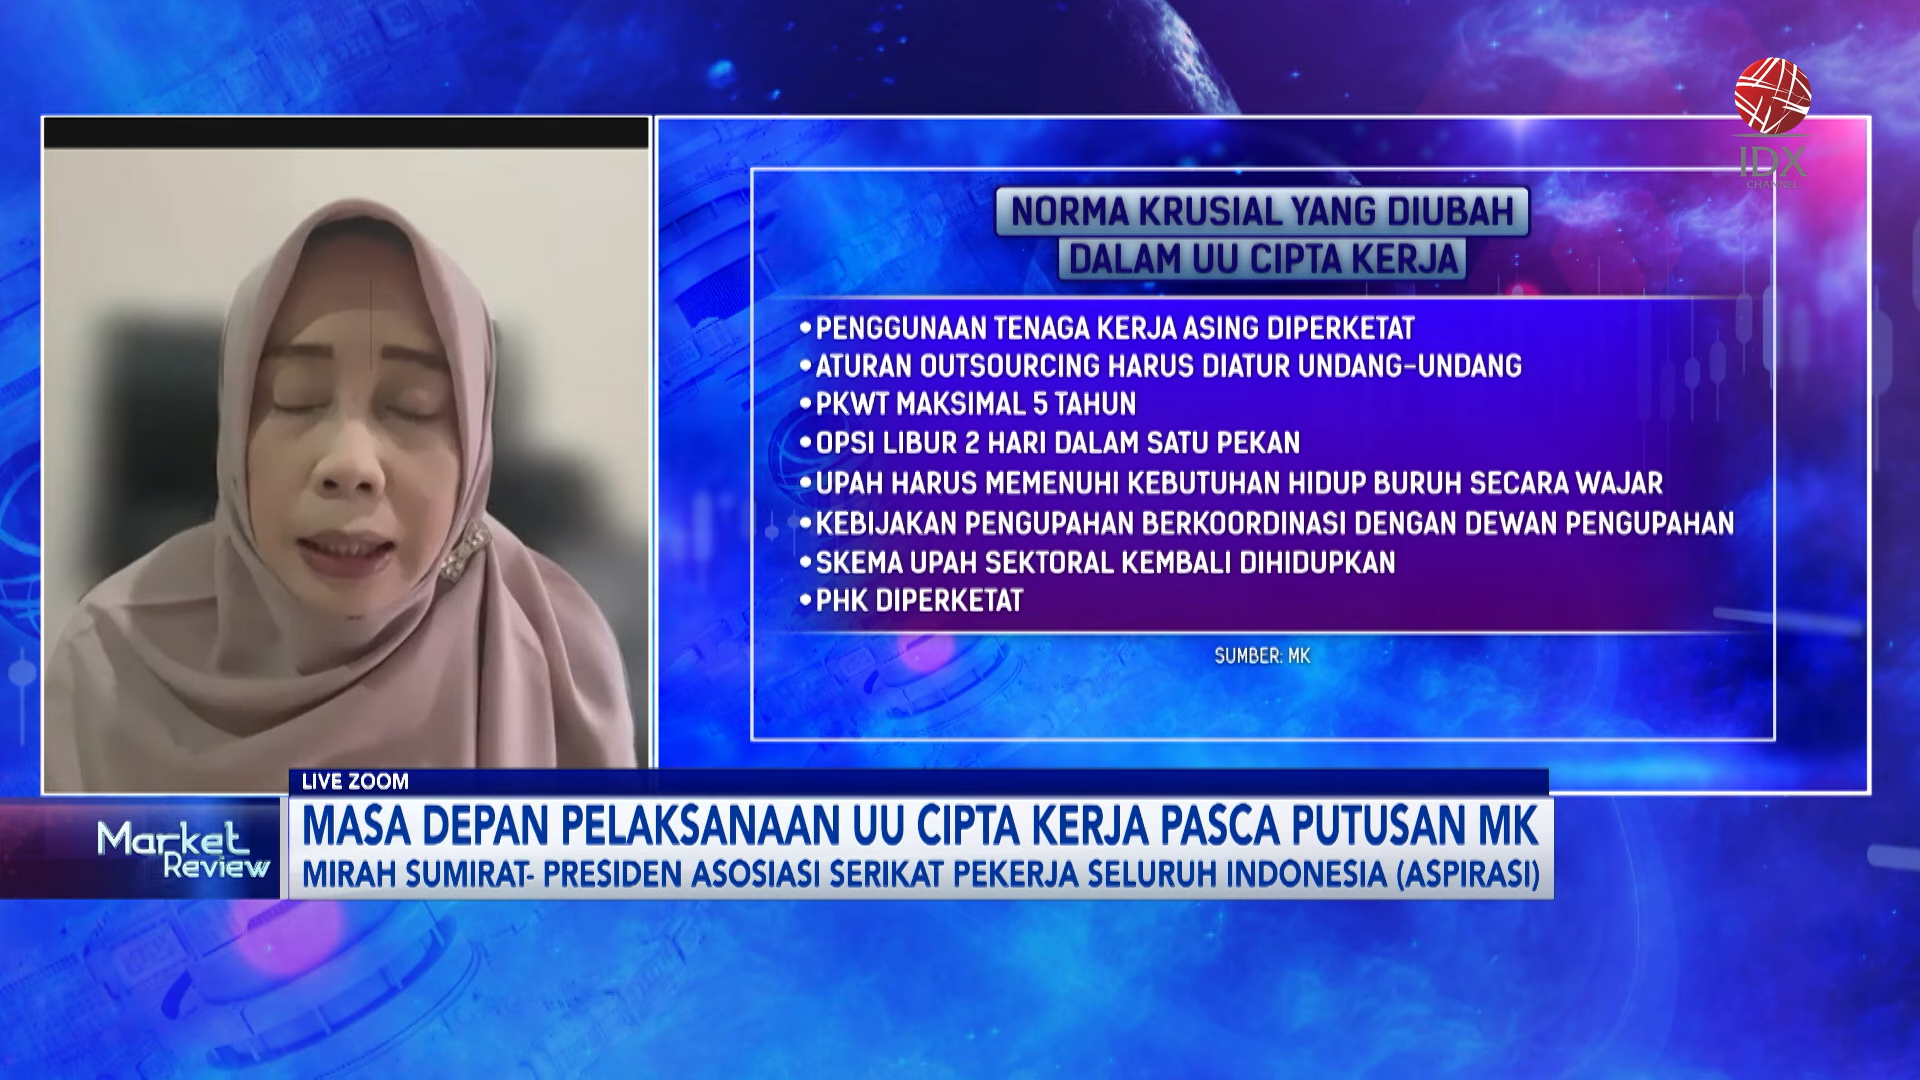 IDX
CHANNEL
NORMA KRUSIAL YANG DIUBAH
DALAM UU CIPTA KERJA
•PENGGUNAAN TENAGA KERJA ASING DIPERKETAT
•ATURAN OUTSOURCING HARUS DIATUR UNDANG-UNDANG
•PKWT MAKSIMAL 5 TAHUN
•OPSI LIBUR 2 HARI DALAM SATU PEKAN
•UPAH HARUS MEMENUHI KEBUTUHAN HIDUP BURUH SECARA WAJAR
•KEBIJAKAN PENGUPAHAN BERKOORDINASI DENGAN DEWAN PENGUPAHAN
•SKEMA UPAH SEKTORAL KEMBALI DIHIDUPKAN
•PHK DIPERKETAT
SUMBER: MK
LIVE ZOOM
Market
Review
MASA DEPAN PELAKSANAAN UU CIPTA KERJA PASCA PUTUSAN MK
MIRAH SUMIRAT- PRESIDEN ASOSIASI SERIKAT PEKERJA SELURUH INDONESIA (ASPIRASI)